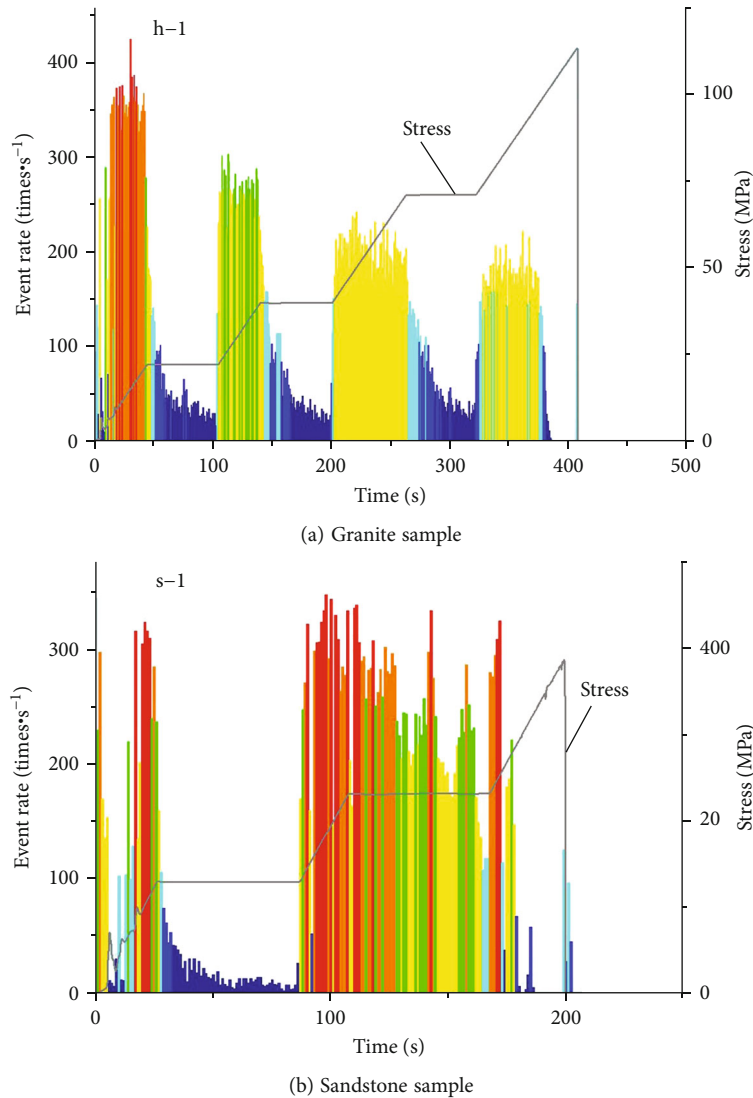 h−1
400
300
200
100
0
Event rate (times•s⁻¹)
Stress
100
50
0
Stress (MPa)
0 100 200 300 400 500
Time (s)
(a) Granite sample
s−1
300
200
100
0
Event rate (times•s⁻¹)
Stress
400
23
20
0
Stress (MPa)
0 100 200
Time (s)
(b) Sandstone sample